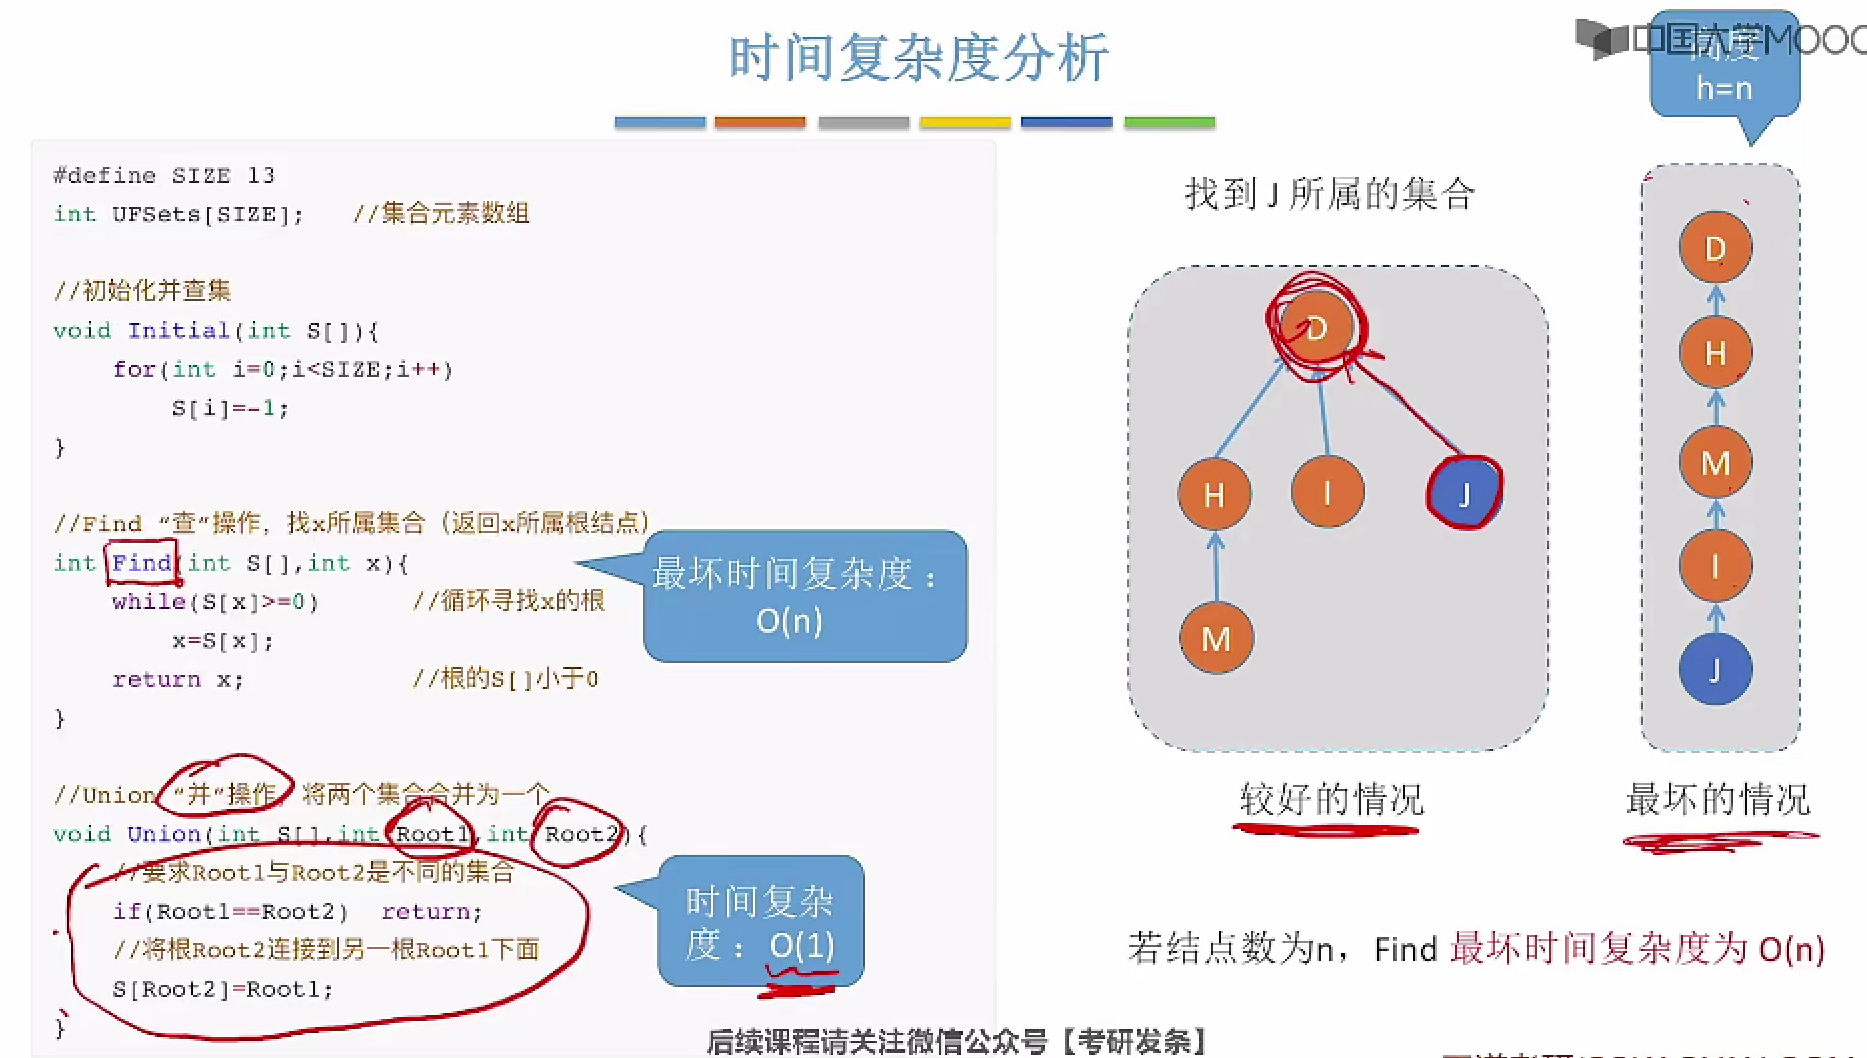 时间复杂度分析
中国大学MOOC
高度
h=n
#define SIZE 13
int UFSets[SIZE];    //集合元素数组
//初始化并查集
void Initial(int S[]){
    for(int i=0;i<SIZE;i++)
        S[i]=-1;
}
//Find “查”操作，找x所属集合（返回x所属根结点）
int Find(int S[],int x){
    while(S[x]>=0)        //循环寻找x的根
        x=S[x];
    return x;             //根的S[]小于0
}
最坏时间复杂度：
O(n)
//Union “并”操作，将两个集合合并为一个
void Union(int S[],int Root1,int Root2){
    //要求Root1与Root2是不同的集合
    if(Root1==Root2)  return;
    //将根Root2连接到另一根Root1下面
    S[Root2]=Root1;
}
时间复杂
度：O(1)
找到 J 所属的集合
D
H
I
J
M
较好的情况
D
H
M
I
J
最坏的情况
若结点数为n，Find 最坏时间复杂度为 O(n)
后续课程请关注微信公众号【考研发条】